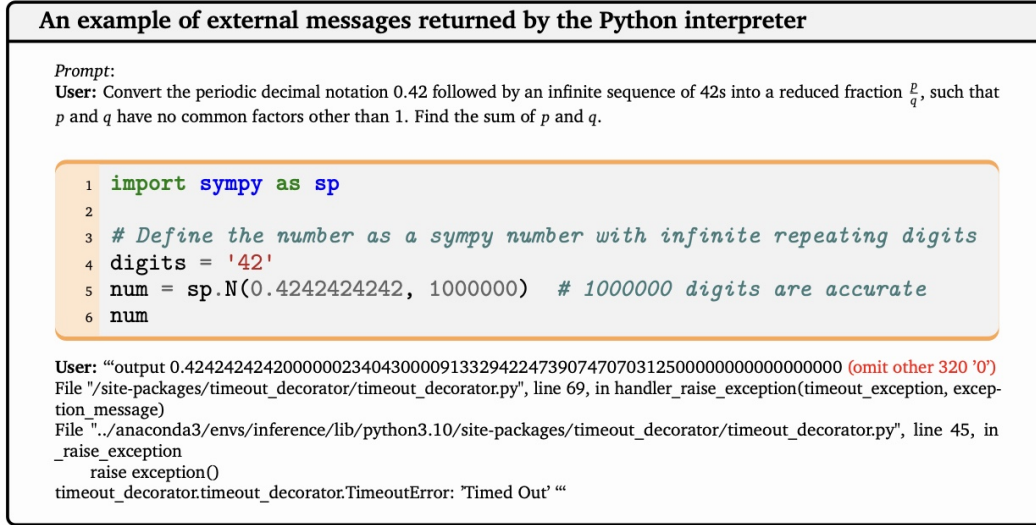 An example of external messages returned by the Python interpreter
Prompt:
User: Convert the periodic decimal notation 0.42 followed by an infinite sequence of 42s into a reduced fraction p/q, such that
p and q have no common factors other than 1. Find the sum of p and q.
1 import sympy as sp
2
3 # Define the number as a sympy number with infinite repeating digits
4 digits = '42'
5 num = sp.N(0.4242424242, 1000000)  # 1000000 digits are accurate
6 num
User: “‘output 0.42424242420000002340430000913329422473907470703125000000000000000000 (omit other 320 ’0’)
File "/site-packages/timeout_decorator/timeout_decorator.py", line 69, in handler_raise_exception(timeout_exception, excep-
tion_message)
File "../anaconda3/envs/inference/lib/python3.10/site-packages/timeout_decorator/timeout_decorator.py", line 45, in
_raise_exception
raise exception()
timeout_decorator.timeout_decorator.TimeoutError: ’Timed Out’ “‘